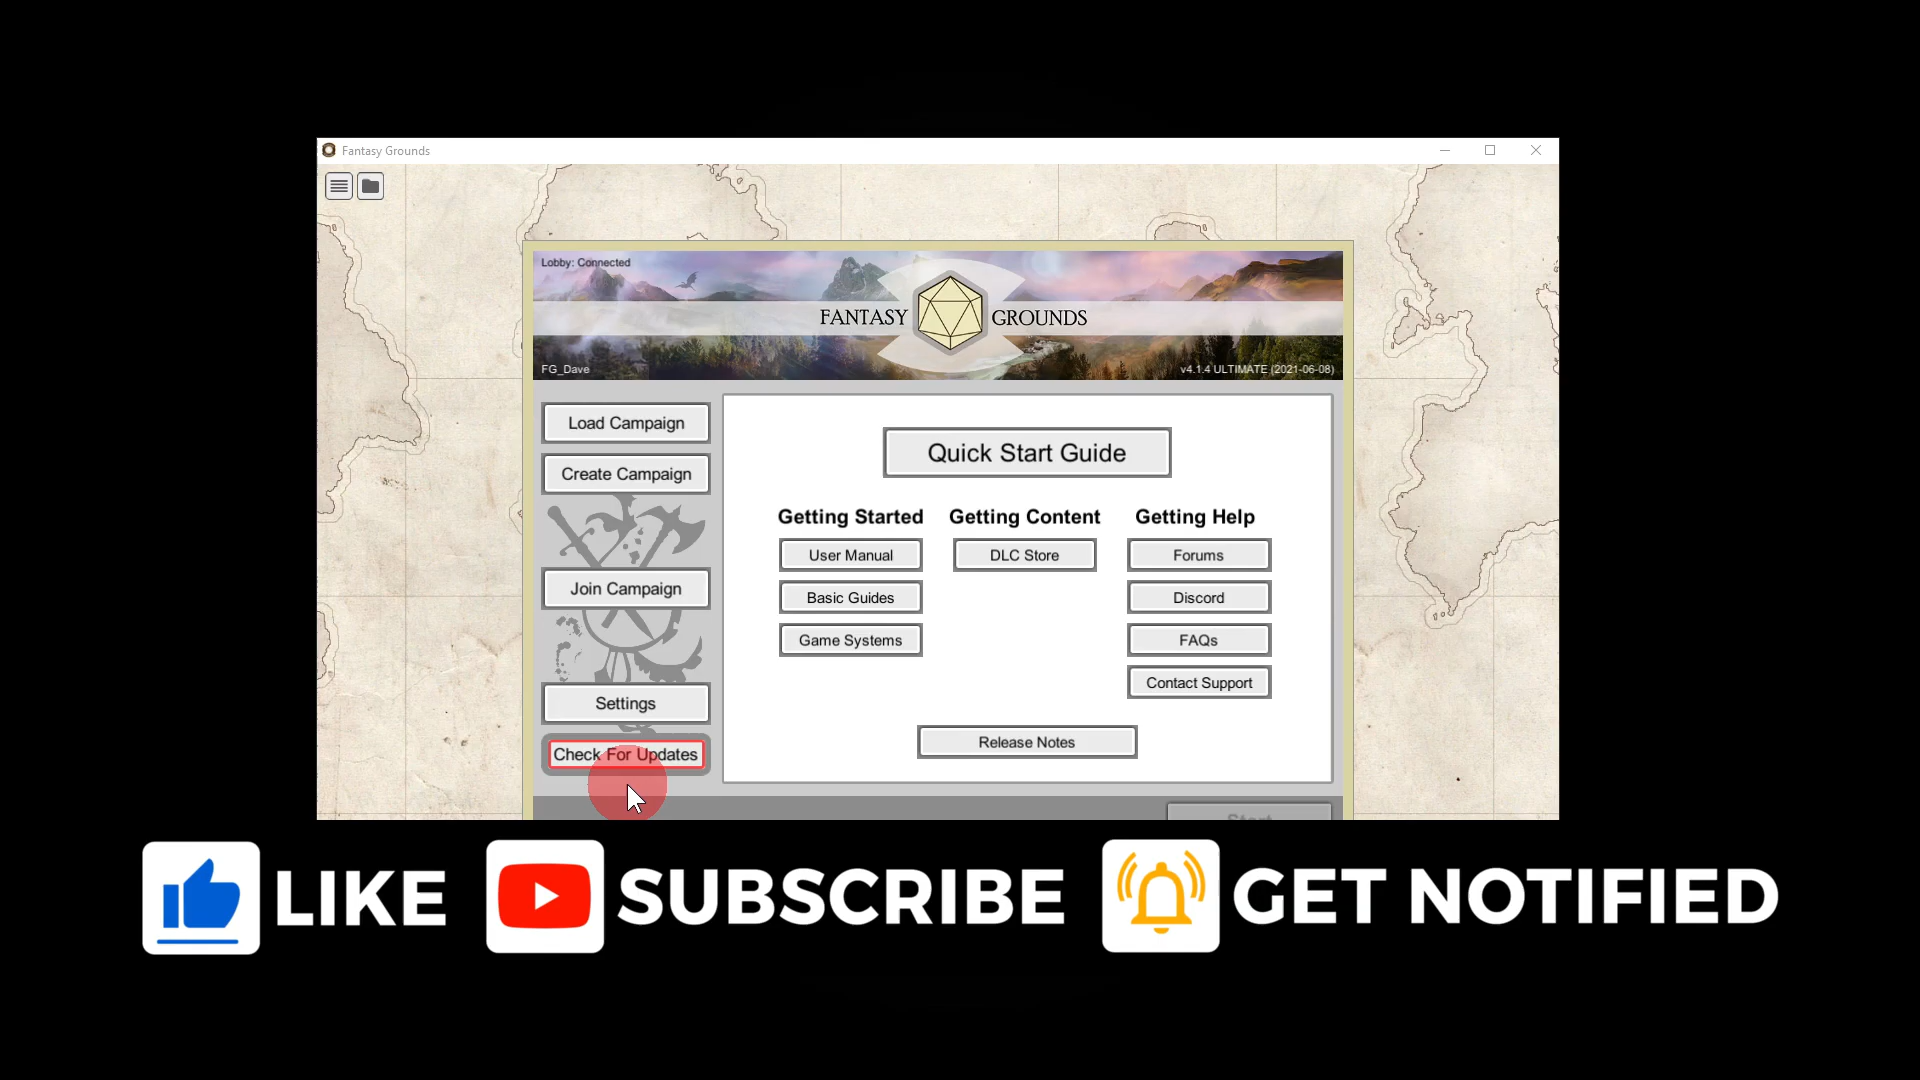 Fantasy Grounds
Lobby: Connected
FANTASY GROUNDS
FG_Dave
v4.1.4 ULTIMATE (2021-06-08)
Load Campaign
Create Campaign
Join Campaign
Settings
Check For Updates
Quick Start Guide
Getting Started
User Manual
Basic Guides
Game Systems
Getting Content
DLC Store
Getting Help
Forums
Discord
FAQs
Contact Support
Release Notes
Start
LIKE
SUBSCRIBE
GET NOTIFIED